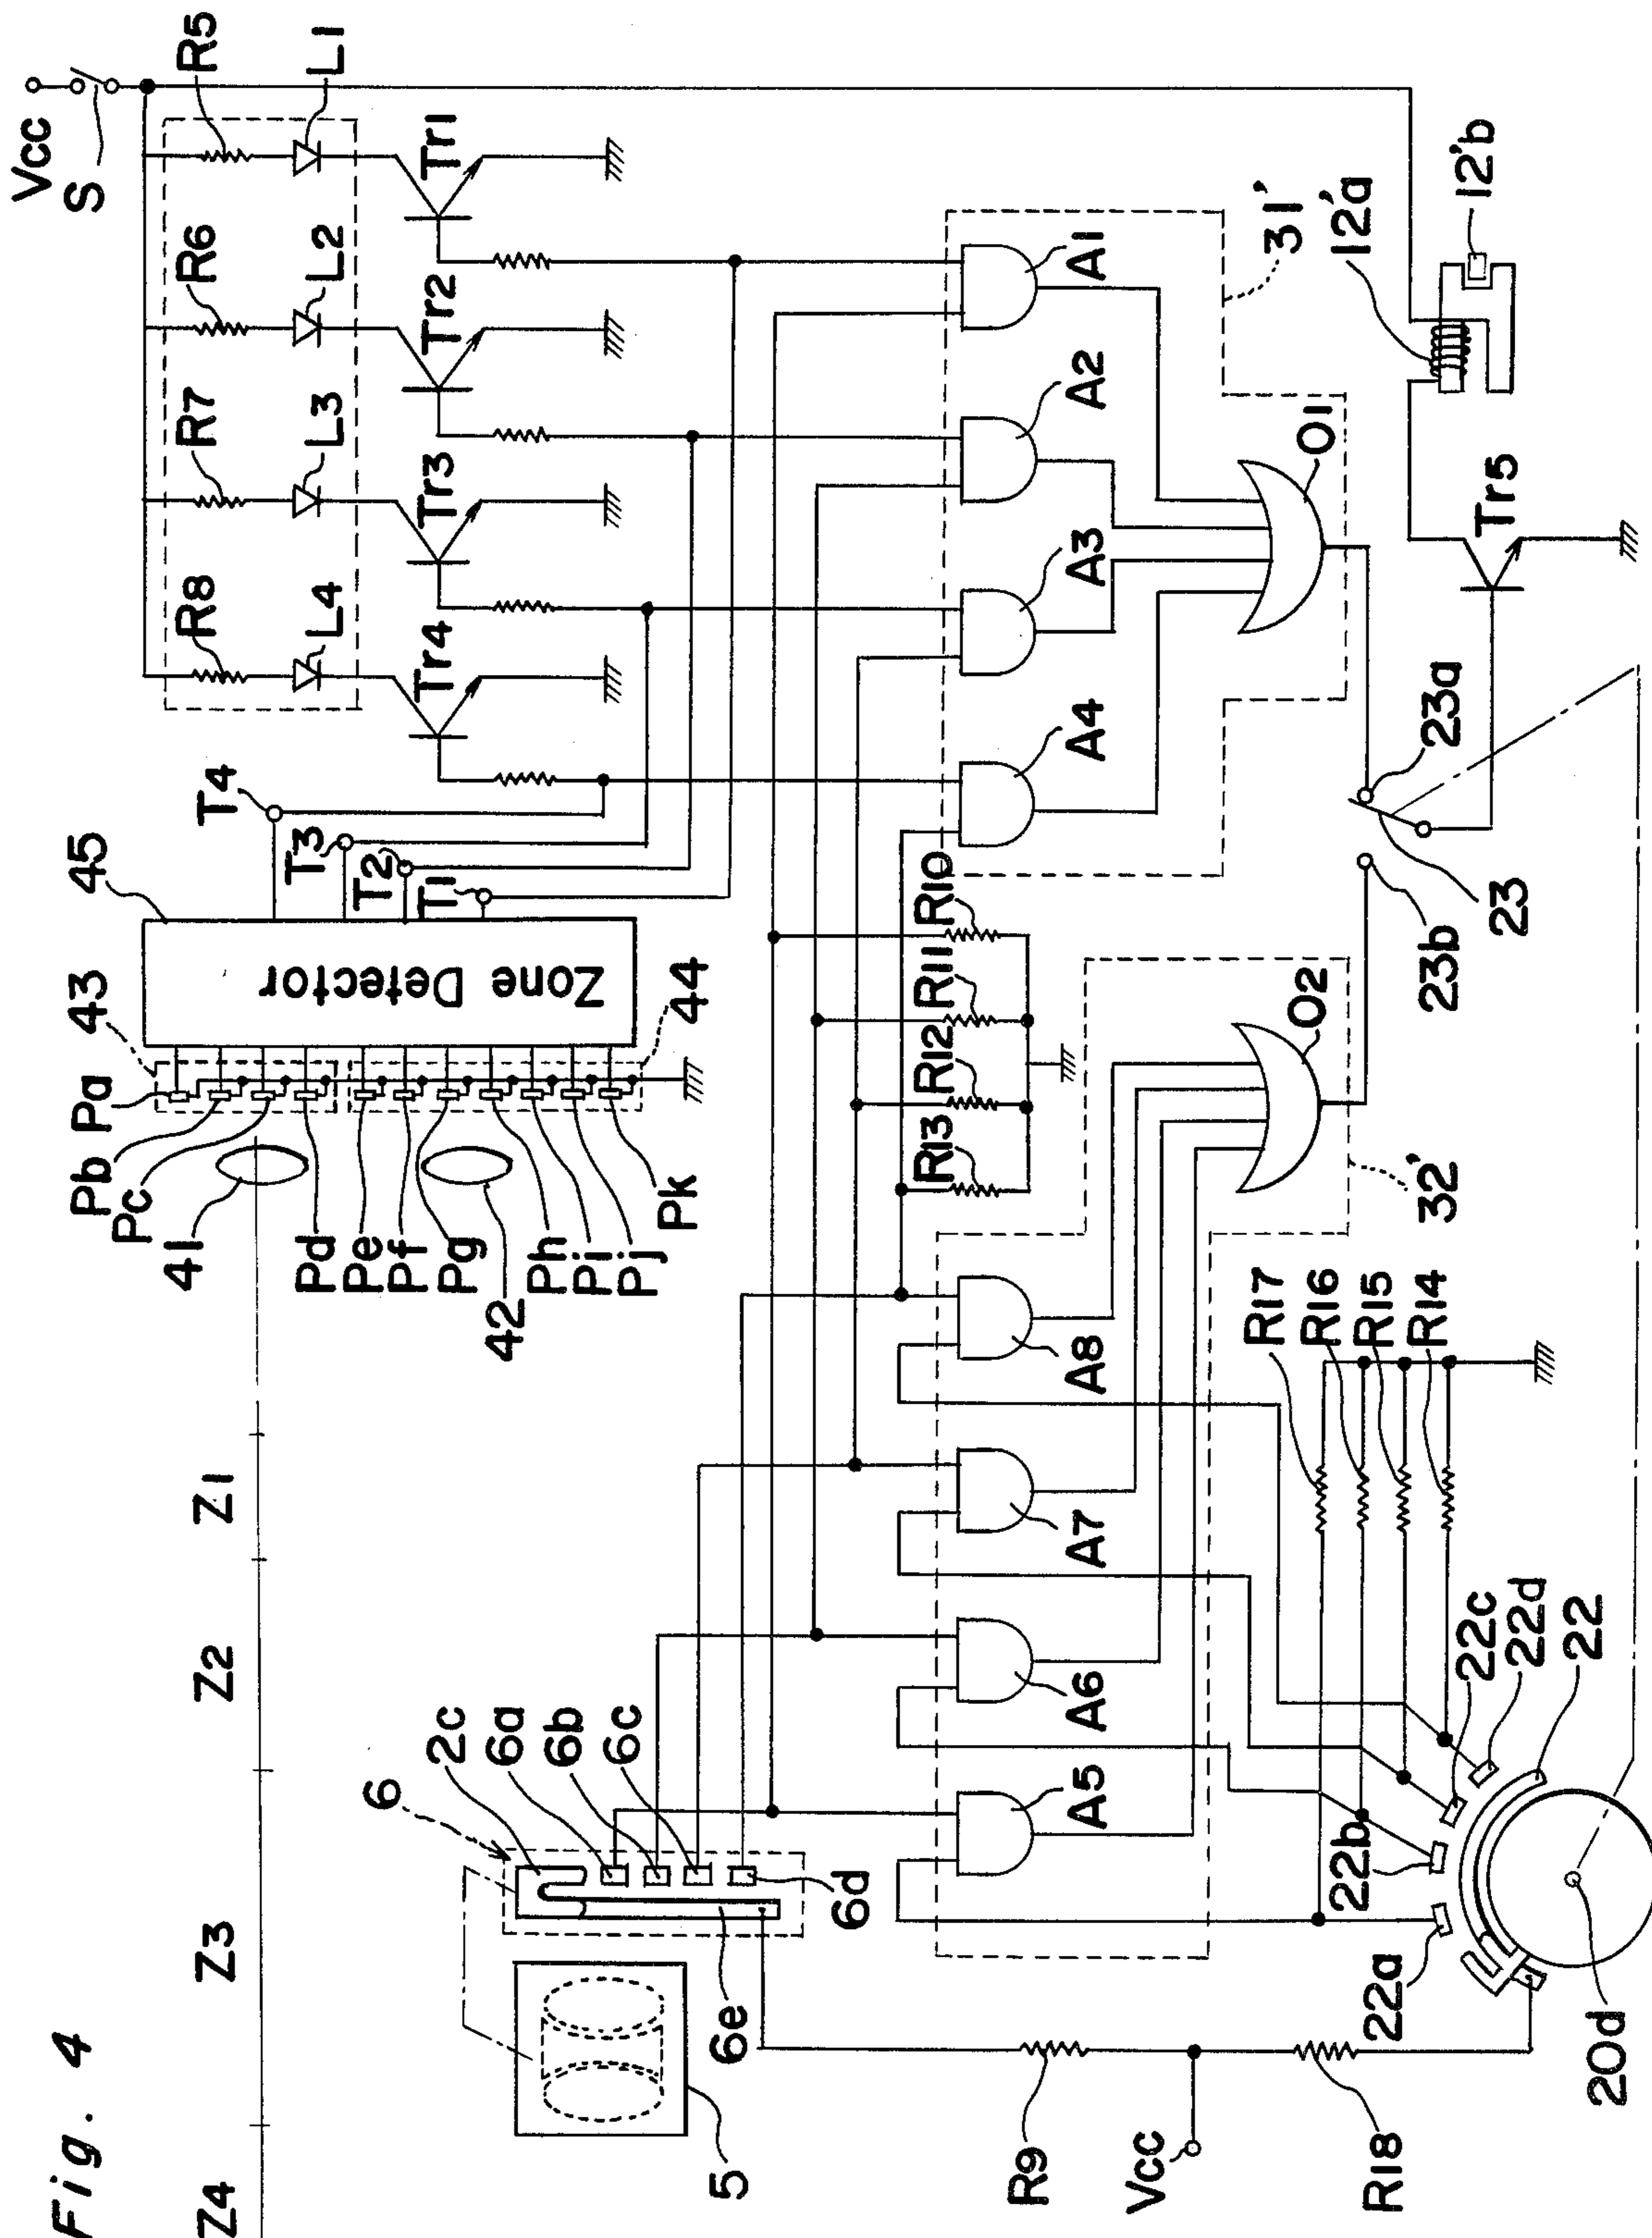 Fig. 4
Z4
Z3
Z2
Z1
Vcc
S
R5
L1
R6
L2
R7
L3
R8
L4
Tr1
Tr2
Tr3
Tr4
T4
T3
T2
T1
45
Zone Detector
43
44
Pa
Pb
Pc
41
Pd
Pe
Pf
Pg
42
Ph
Pi
Pj
Pk
A1
A2
A3
A4
31'
O1
12'a
12'b
Tr5
23a
23
23b
R10
R11
R12
R13
O2
32'
A8
A7
A6
A5
R17
R16
R15
R14
6
2c
6a
6b
6c
6d
6e
5
22c
22d
22
22b
22a
20d
R9
Vcc
R18